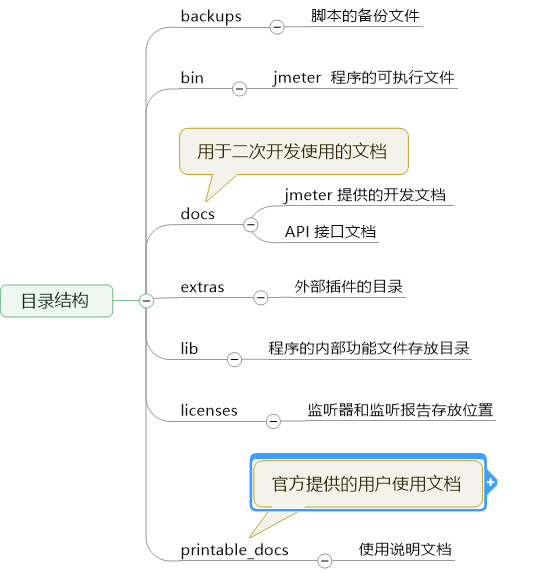 backups
脚本的备份文件
bin
jmeter 程序的可执行文件
用于二次开发使用的文档
docs
jmeter 提供的开发文档
API 接口文档
目录结构
extras
外部插件的目录
lib
程序的内部功能文件存放目录
licenses
监听器和监听报告存放位置
官方提供的用户使用文档
printable_docs
使用说明文档